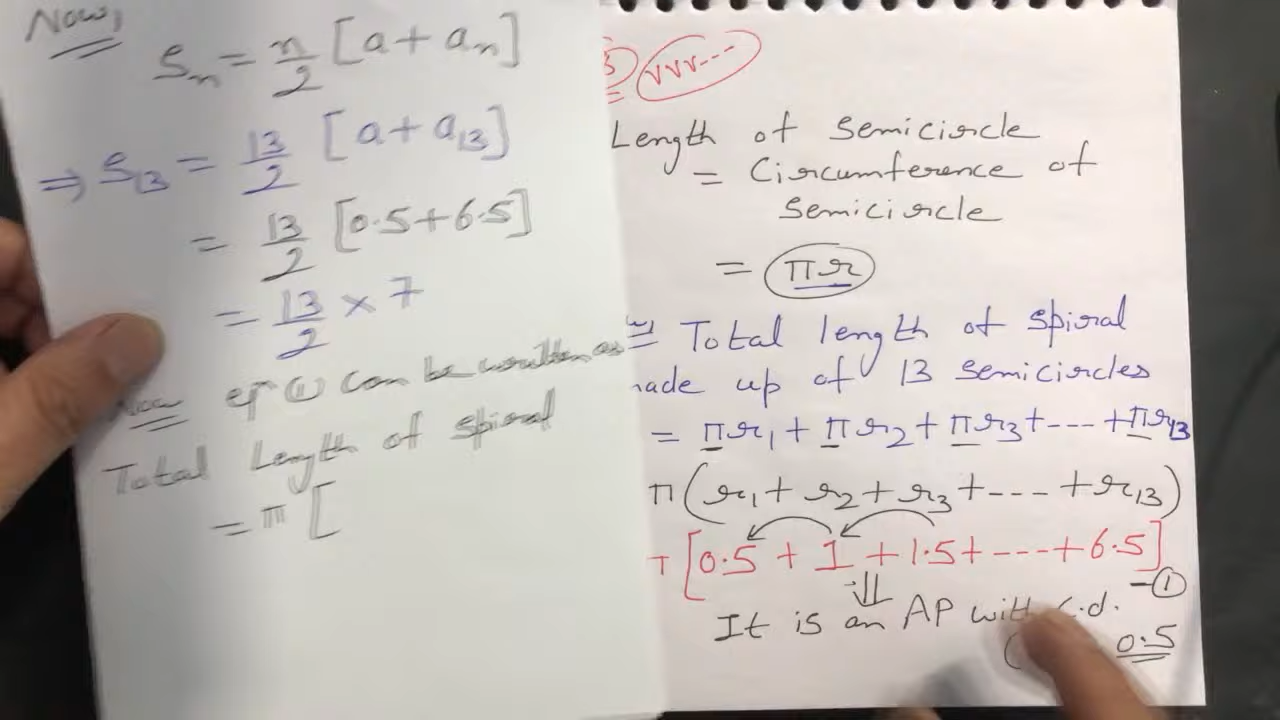 Now,
Sn = n/2 [a + an]
⇒ S13 = 13/2 [a + a13]
= 13/2 [0.5 + 6.5]
= 13/2 × 7
Now eqn ① can be written as
Total Length of spiral
= π [
√√√---
Length of semicircle
= Circumference of
semicircle
= πr
Total length of spiral
made up of 13 semicircles
= πr1 + πr2 + πr3 + --- + πr13
π(r1 + r2 + r3 + --- + r13)
[0.5 + 1 + 1.5 + --- + 6.5]
-①
It is an AP with c.d.
0.5